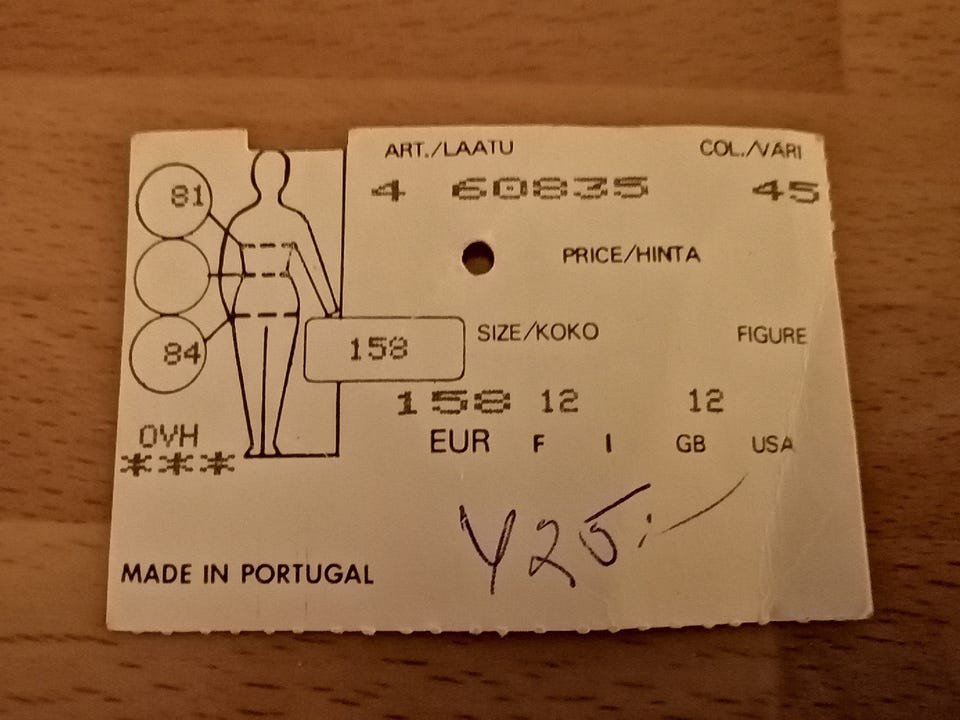 81
84
OVH
***
158
ART./LAATU COL./VÄRI
4 60835 45
PRICE/HINTA
SIZE/KOKO FIGURE
158 12 12
EUR F I GB USA
425:-
MADE IN PORTUGAL